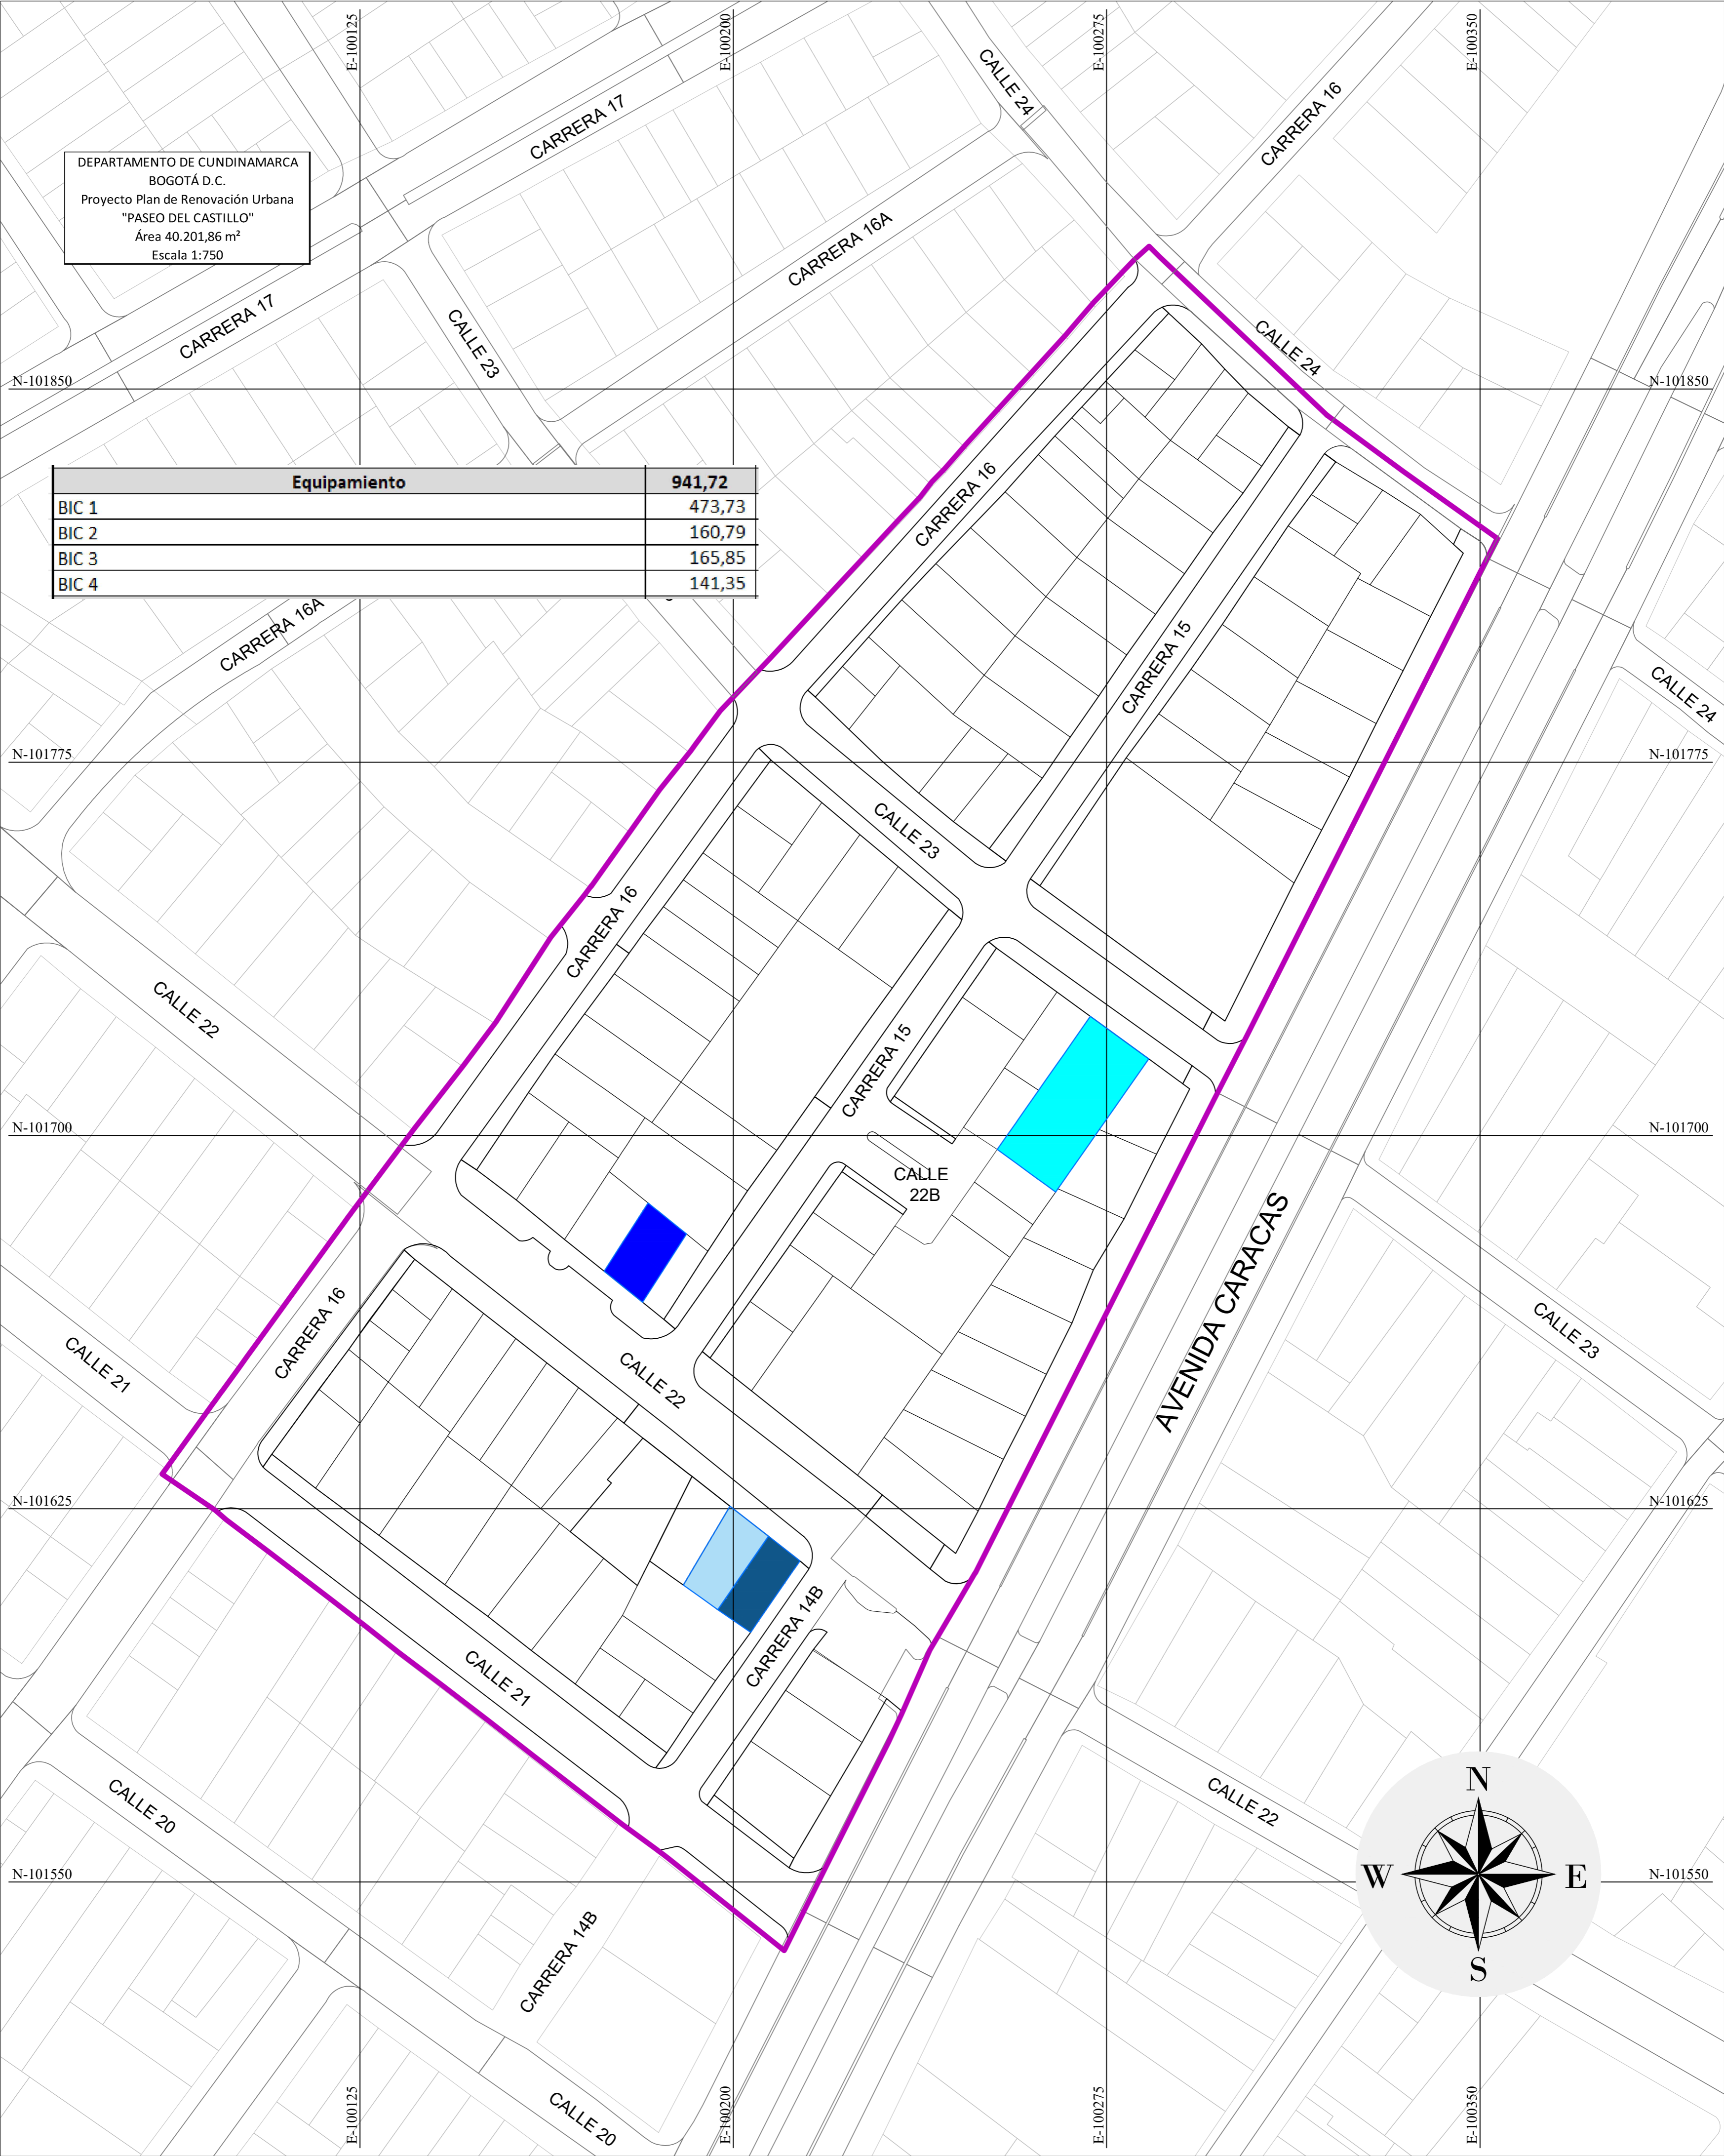 E-100125
E-100200
E-100275
E-100350
CALLE 24
CARRERA 16
CARRERA 17
DEPARTAMENTO DE CUNDINAMARCA
BOGOTÁ D.C.
Proyecto Plan de Renovación Urbana
"PASEO DEL CASTILLO"
Área 40.201,86 m²
Escala 1:750
CARRERA 16A
CARRERA 17
CALLE 23
CALLE 24
N-101850
N-101850
Equipamiento 941,72
BIC 1 473,73
BIC 2 160,79
BIC 3 165,85
BIC 4 141,35
CARRERA 16
CARRERA 16A
CARRERA 15
CALLE 24
N-101775
N-101775
CALLE 23
CARRERA 16
CALLE 22
CARRERA 15
N-101700
N-101700
CALLE
22B
AVENIDA CARACAS
CARRERA 16
CALLE 21
CALLE 22
CALLE 23
N-101625
N-101625
CARRERA 14B
CALLE 21
CALLE 20
CALLE 22
N
W E
S
N-101550
N-101550
CARRERA 14B
CALLE 20
E-100125
E-100200
E-100275
E-100350